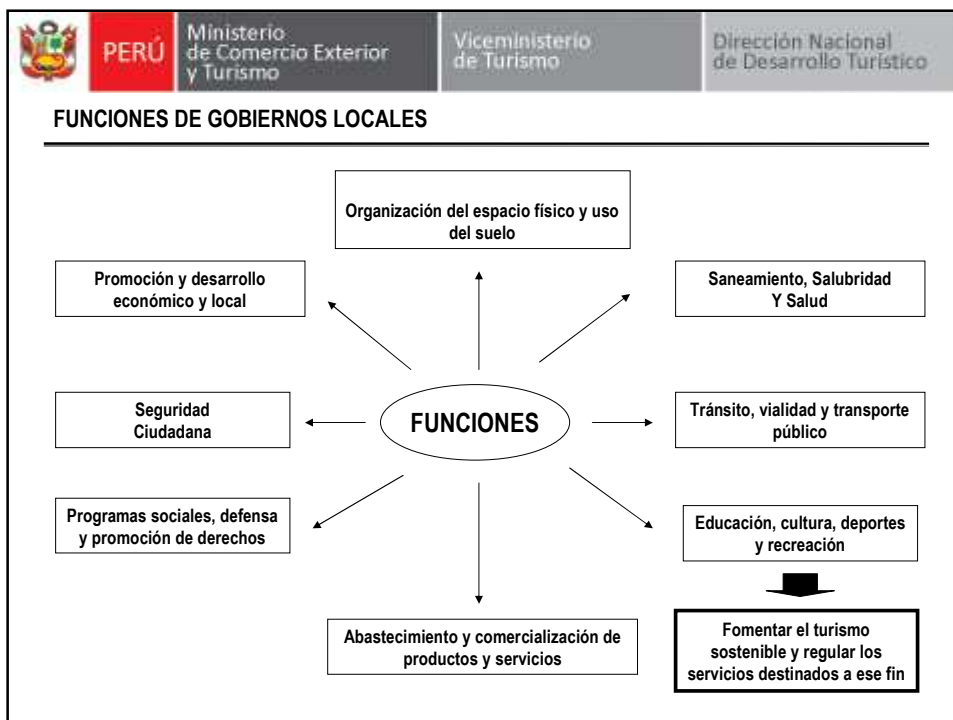 PERÚ
Ministerio
de Comercio Exterior
y Turismo
Viceministerio
de Turismo
Dirección Nacional
de Desarrollo Turístico
FUNCIONES DE GOBIERNOS LOCALES
Organización del espacio físico y uso
del suelo
Promoción y desarrollo
económico y local
Saneamiento, Salubridad
Y Salud
Seguridad
Ciudadana
FUNCIONES
Tránsito, vialidad y transporte
público
Programas sociales, defensa
y promoción de derechos
Educación, cultura, deportes
y recreación
Abastecimiento y comercialización de
productos y servicios
Fomentar el turismo
sostenible y regular los
servicios destinados a ese fin